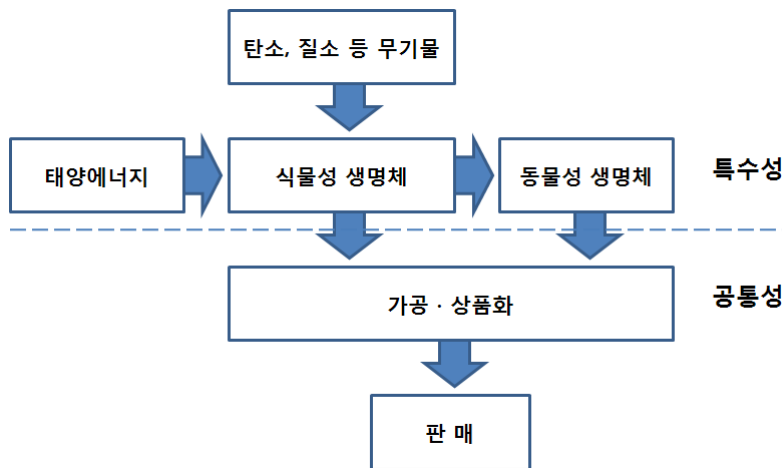 탄소, 질소 등 무기물
태양에너지
식물성 생명체
동물성 생명체
특수성
가공 · 상품화
공통성
판 매